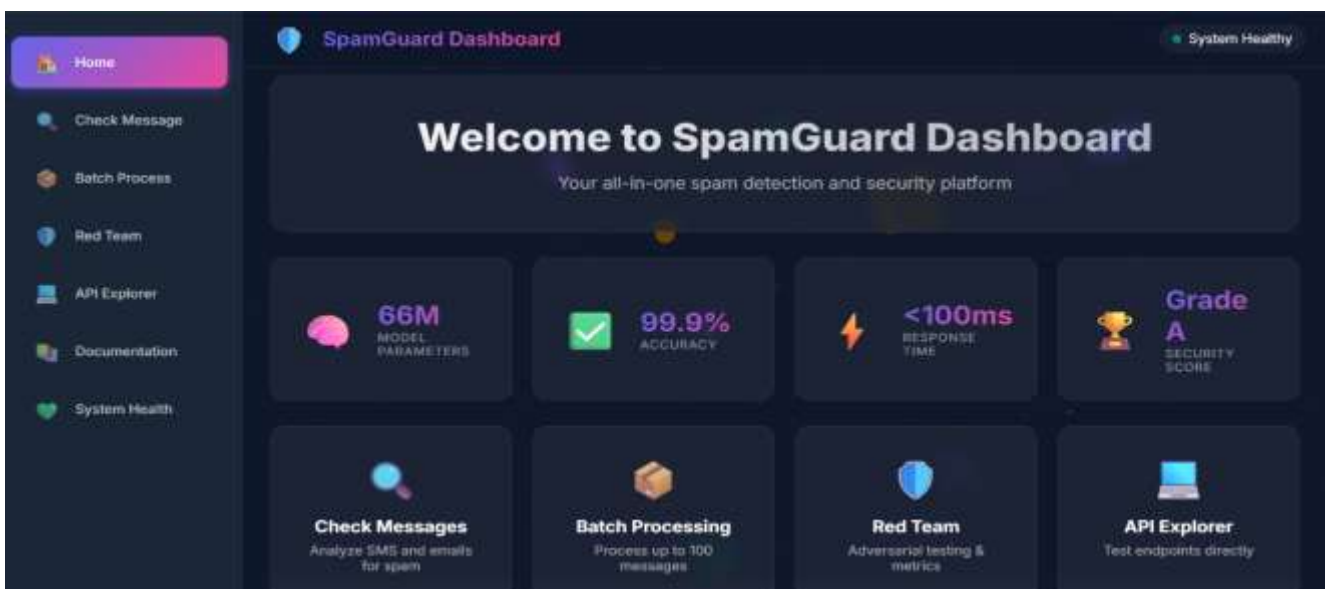 Home
Check Message
Batch Process
Red Team
API Explorer
Documentation
System Health
SpamGuard Dashboard
System Healthy
Welcome to SpamGuard Dashboard
Your all-in-one spam detection and security platform
66M
MODEL
PARAMETERS
99.9%
ACCURACY
<100ms
RESPONSE
TIME
Grade
A
SECURITY
SCORE
Check Messages
Analyze SMS and emails
for spam
Batch Processing
Process up to 100
messages
Red Team
Adversarial testing &
metrics
API Explorer
Test endpoints directly